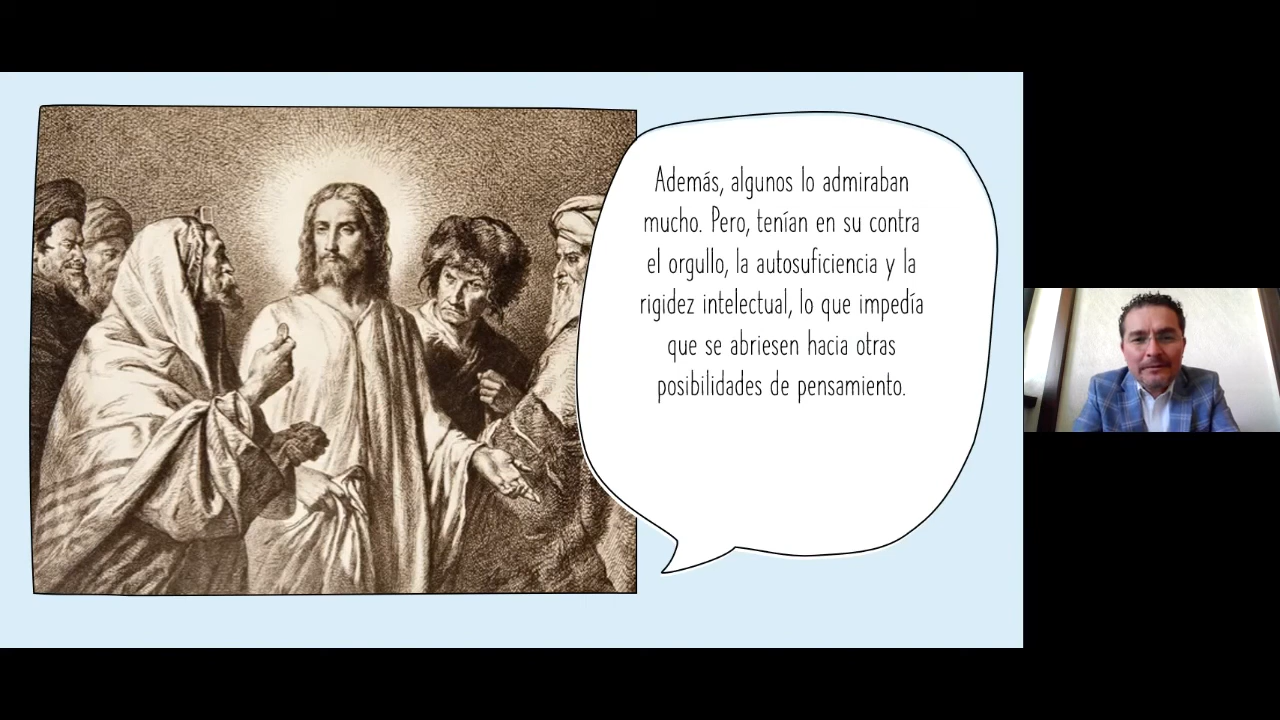 Además, algunos lo admiraban
mucho. Pero, tenían en su contra
el orgullo, la autosuficiencia y la
rigidez intelectual, lo que impedía
que se abriesen hacia otras
posibilidades de pensamiento.